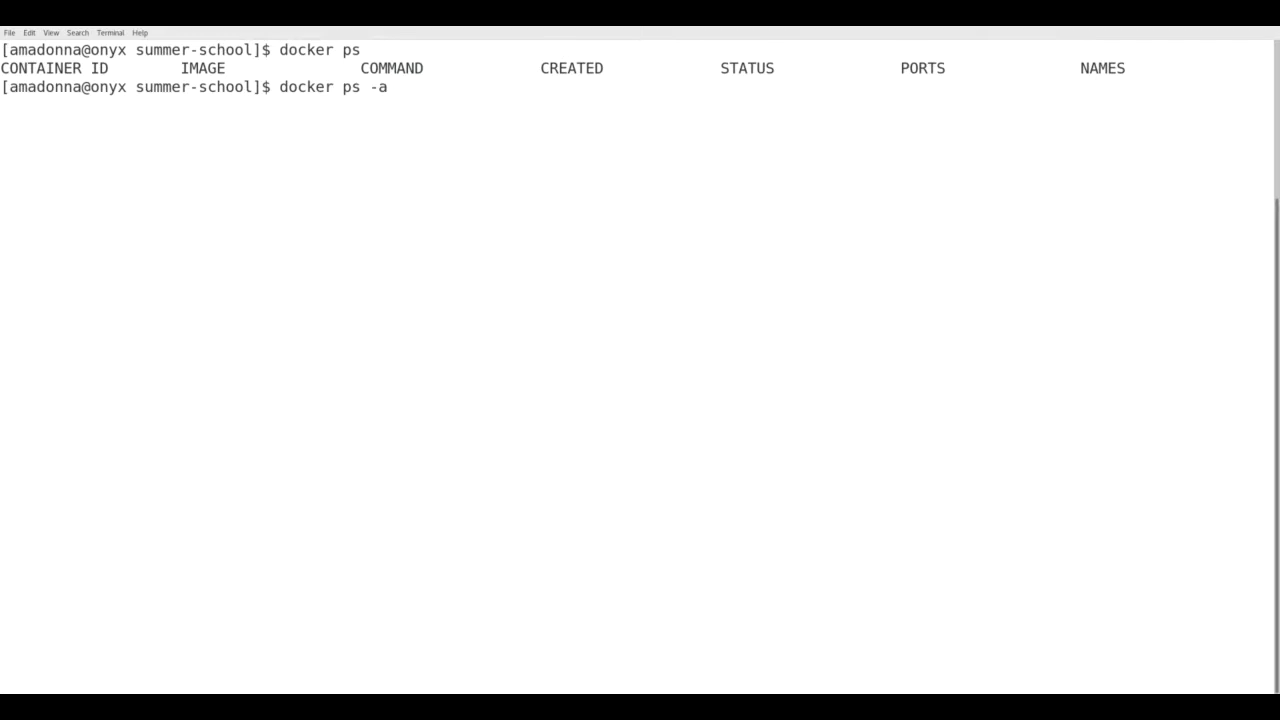 File Edit View Search Terminal Help
[amadonna@onyx summer-school]$ docker ps
CONTAINER ID IMAGE COMMAND CREATED STATUS PORTS NAMES
[amadonna@onyx summer-school]$ docker ps -a